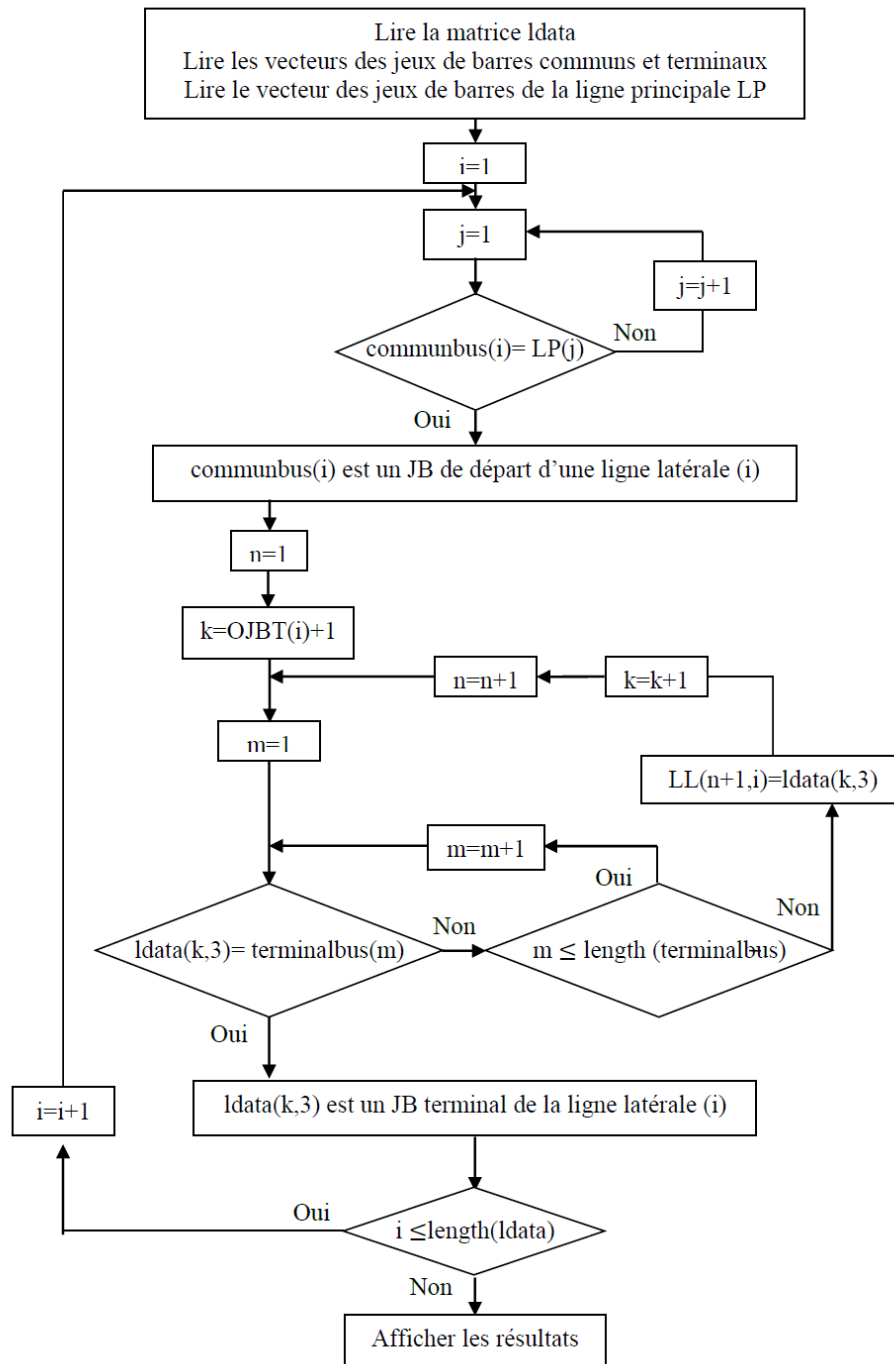 Lire la matrice ldata
Lire les vecteurs des jeux de barres communs et terminaux
Lire le vecteur des jeux de barres de la ligne principale LP
i=1
j=1
j=j+1
Non
communbus(i)= LP(j)
Oui
communbus(i) est un JB de départ d’une ligne latérale (i)
n=1
k=OJBT(i)+1
n=n+1
k=k+1
m=1
LL(n+1,i)=ldata(k,3)
m=m+1
Oui
Non
Non
ldata(k,3)= terminalbus(m)
m ≤ length (terminalbus)
Oui
i=i+1
ldata(k,3) est un JB terminal de la ligne latérale (i)
Oui
i ≤length(ldata)
Non
Afficher les résultats